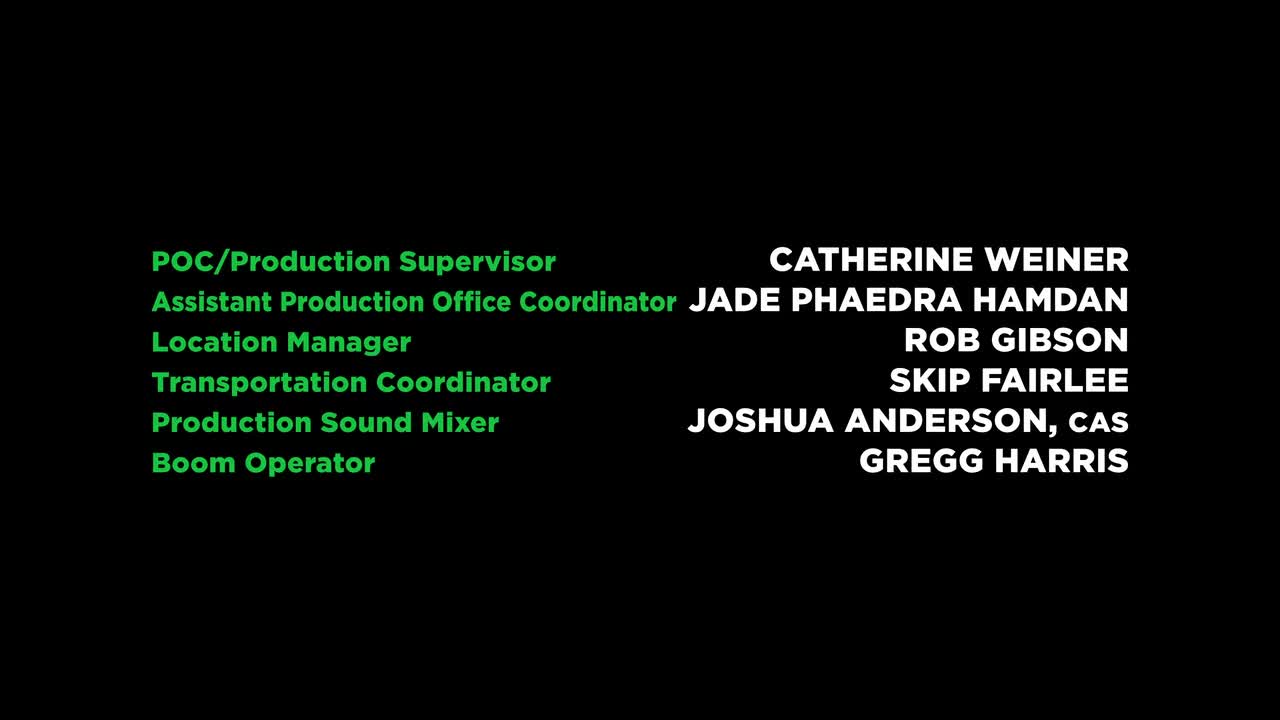 POC/Production Supervisor CATHERINE WEINER
Assistant Production Office Coordinator JADE PHAEDRA HAMDAN
Location Manager ROB GIBSON
Transportation Coordinator SKIP FAIRLEE
Production Sound Mixer JOSHUA ANDERSON, CAS
Boom Operator GREGG HARRIS